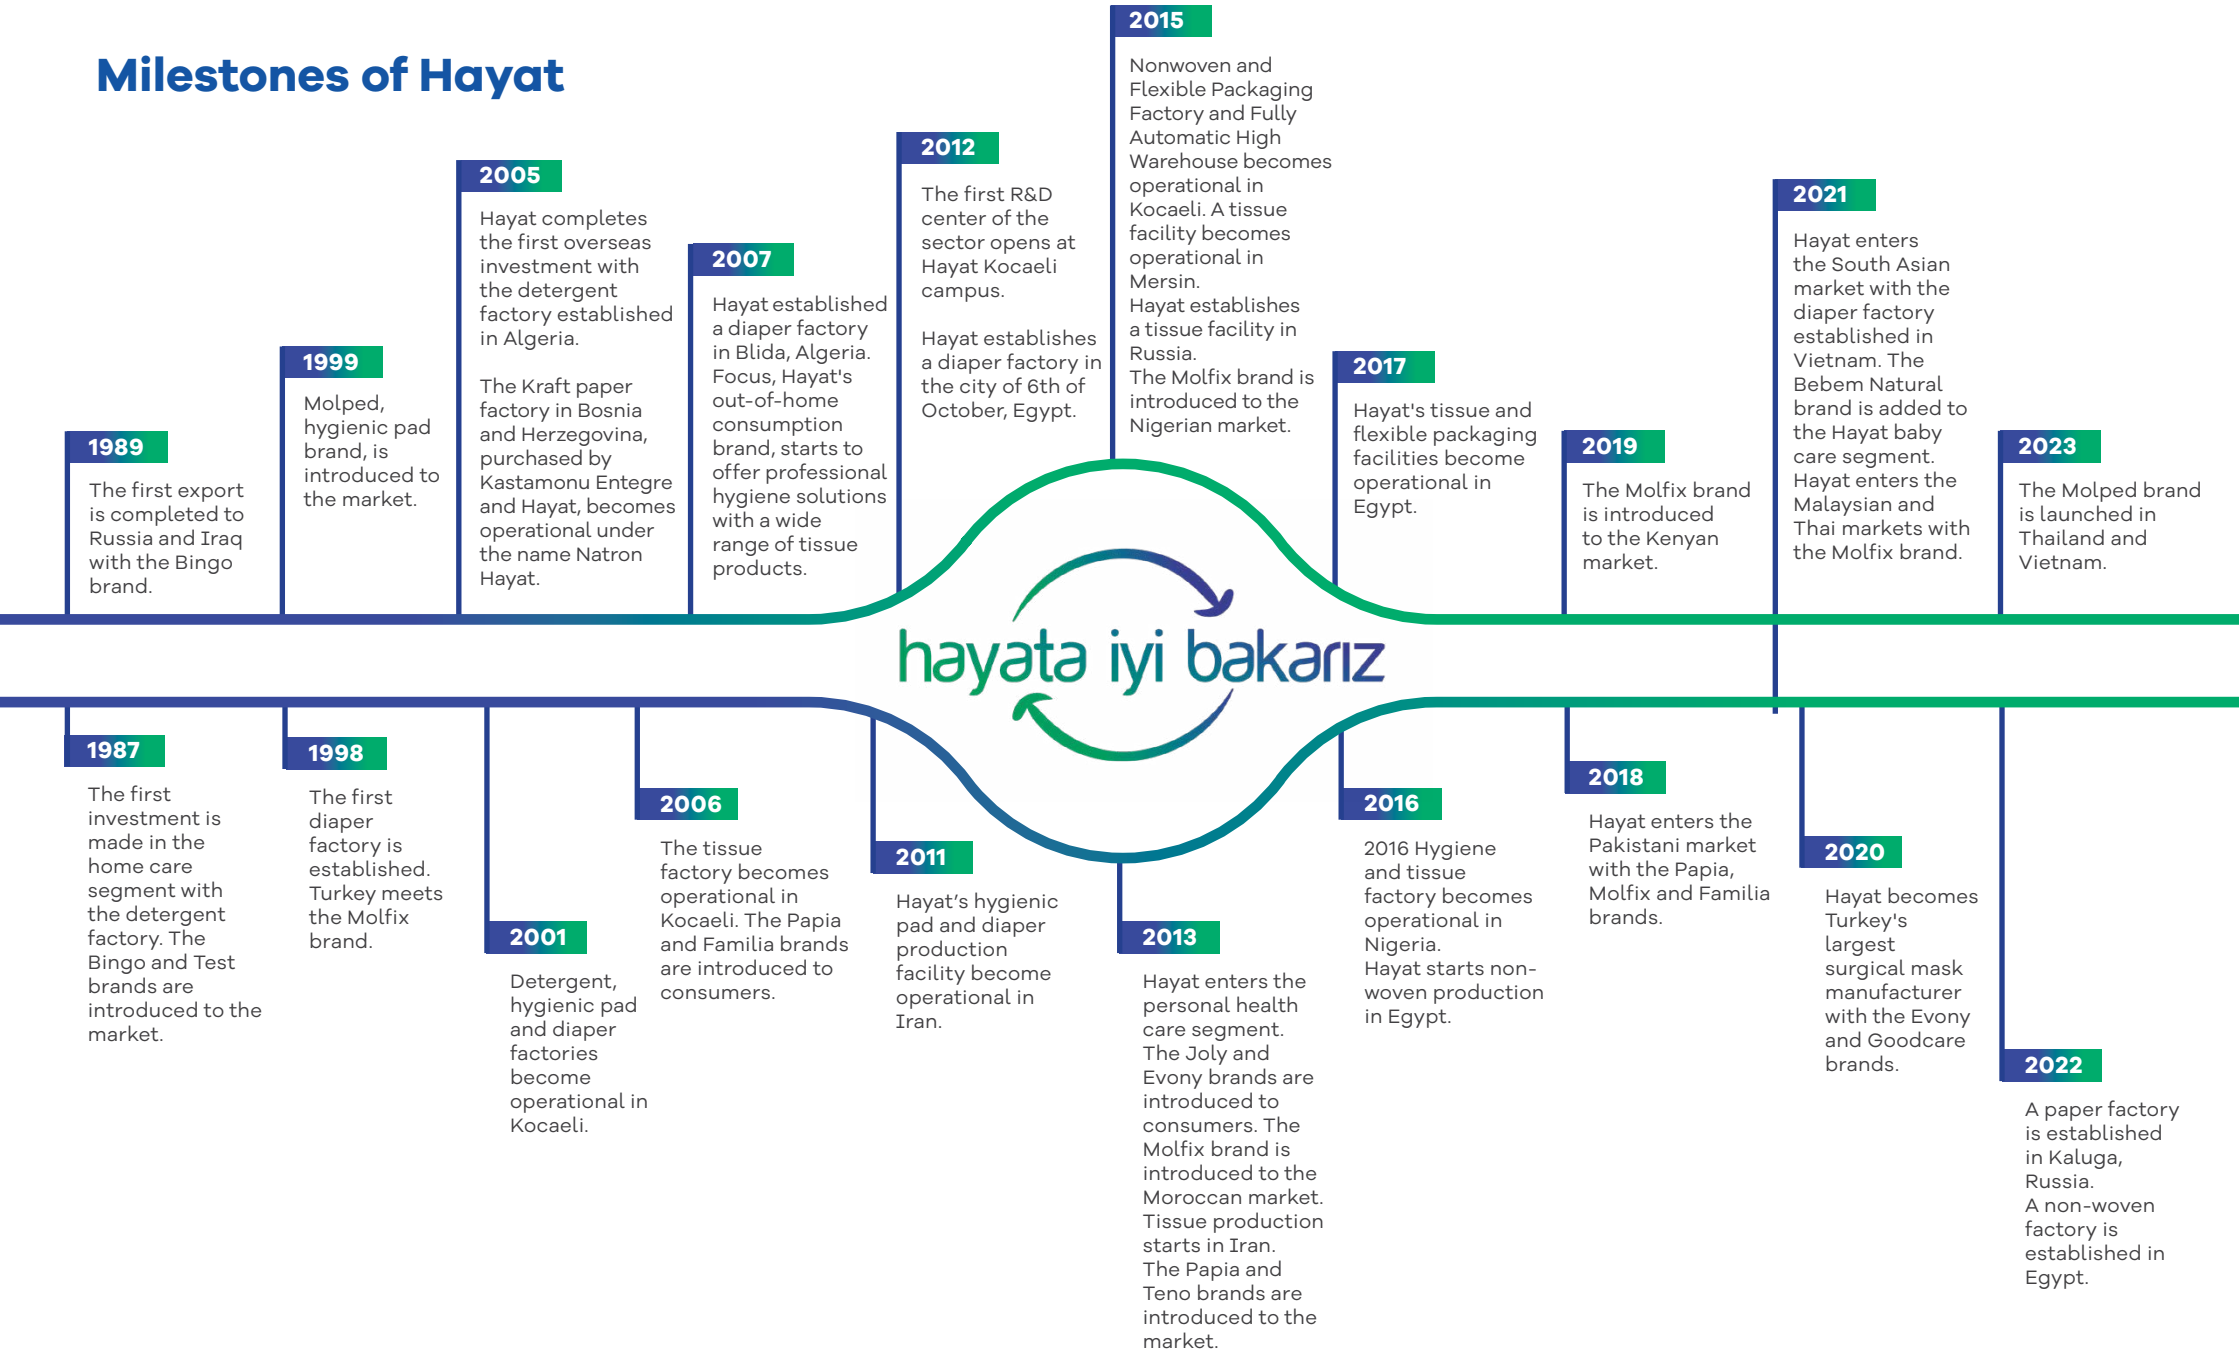 Milestones of Hayat
2015
Nonwoven and
Flexible Packaging
Factory and Fully
Automatic High
Warehouse becomes
operational in
Kocaeli. A tissue
facility becomes
operational in
Mersin.
Hayat establishes
a tissue facility in
Russia.
The Molfix brand is
introduced to the
Nigerian market.
2012
The first R&D
center of the
sector opens at
Hayat Kocaeli
campus.
Hayat establishes
a diaper factory in
the city of 6th of
October, Egypt.
2005
Hayat completes
the first overseas
investment with
the detergent
factory established
in Algeria.
The Kraft paper
factory in Bosnia
and Herzegovina,
purchased by
Kastamonu Entegre
and Hayat, becomes
operational under
the name Natron
Hayat.
2021
Hayat enters
the South Asian
market with the
diaper factory
established in
Vietnam. The
Bebem Natural
brand is added to
the Hayat baby
care segment.
Hayat enters the
Malaysian and
Thai markets with
the Molfix brand.
2007
Hayat established
a diaper factory
in Blida, Algeria.
Focus, Hayat's
out-of-home
consumption
brand, starts to
offer professional
hygiene solutions
with a wide
range of tissue
products.
1999
Molped,
hygienic pad
brand, is
introduced to
the market.
2017
Hayat's tissue and
flexible packaging
facilities become
operational in
Egypt.
1989
The first export
is completed to
Russia and Iraq
with the Bingo
brand.
2019
The Molfix brand
is introduced
to the Kenyan
market.
2023
The Molped brand
is launched in
Thailand and
Vietnam.
hayata iyi bakarız
1987
The first
investment is
made in the
home care
segment with
the detergent
factory. The
Bingo and Test
brands are
introduced to the
market.
1998
The first
diaper
factory is
established.
Turkey meets
the Molfix
brand.
2001
Detergent,
hygienic pad
and diaper
factories
become
operational in
Kocaeli.
2006
The tissue
factory becomes
operational in
Kocaeli. The Papia
and Familia brands
are introduced to
consumers.
2011
Hayat’s hygienic
pad and diaper
production
facility become
operational in
Iran.
2013
Hayat enters the
personal health
care segment.
The Joly and
Evony brands are
introduced to
consumers. The
Molfix brand is
introduced to the
Moroccan market.
Tissue production
starts in Iran.
The Papia and
Teno brands are
introduced to the
market.
2016
2016 Hygiene
and tissue
factory becomes
operational in
Nigeria.
Hayat starts non-
woven production
in Egypt.
2018
Hayat enters the
Pakistani market
with the Papia,
Molfix and Familia
brands.
2020
Hayat becomes
Turkey's
largest
surgical mask
manufacturer
with the Evony
and Goodcare
brands.
2022
A paper factory
is established
in Kaluga,
Russia.
A non-woven
factory is
established in
Egypt.